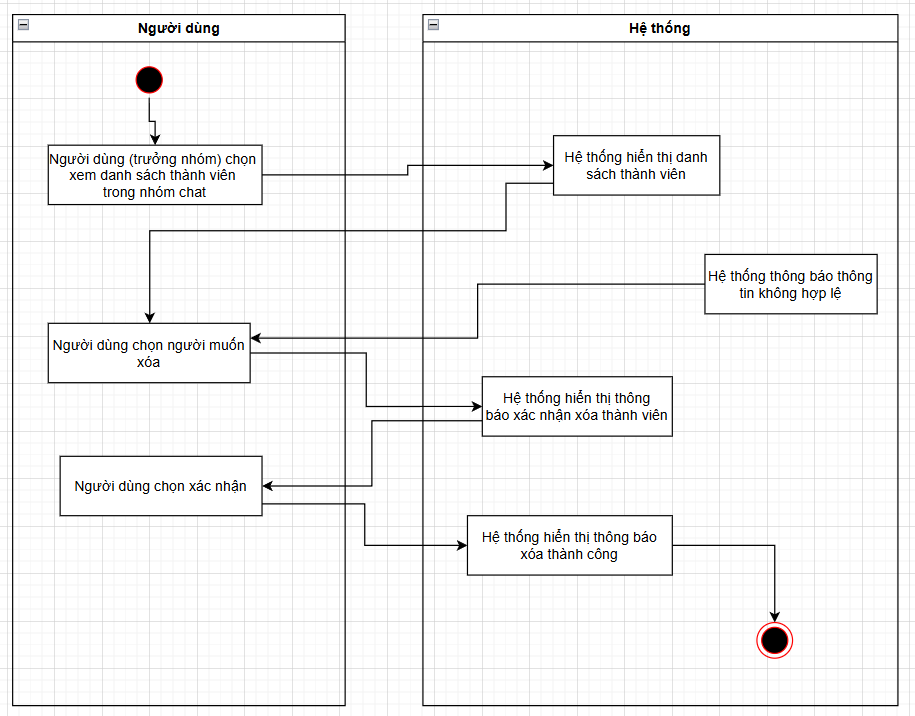 Người dùng
Hệ thống
Người dùng (trưởng nhóm) chọn
xem danh sách thành viên
trong nhóm chat
Hệ thống hiển thị danh
sách thành viên
Hệ thống thông báo thông
tin không hợp lệ
Người dùng chọn người muốn
xóa
Hệ thống hiển thị thông
báo xác nhận xóa thành viên
Người dùng chọn xác nhận
Hệ thống hiển thị thông báo
xóa thành công